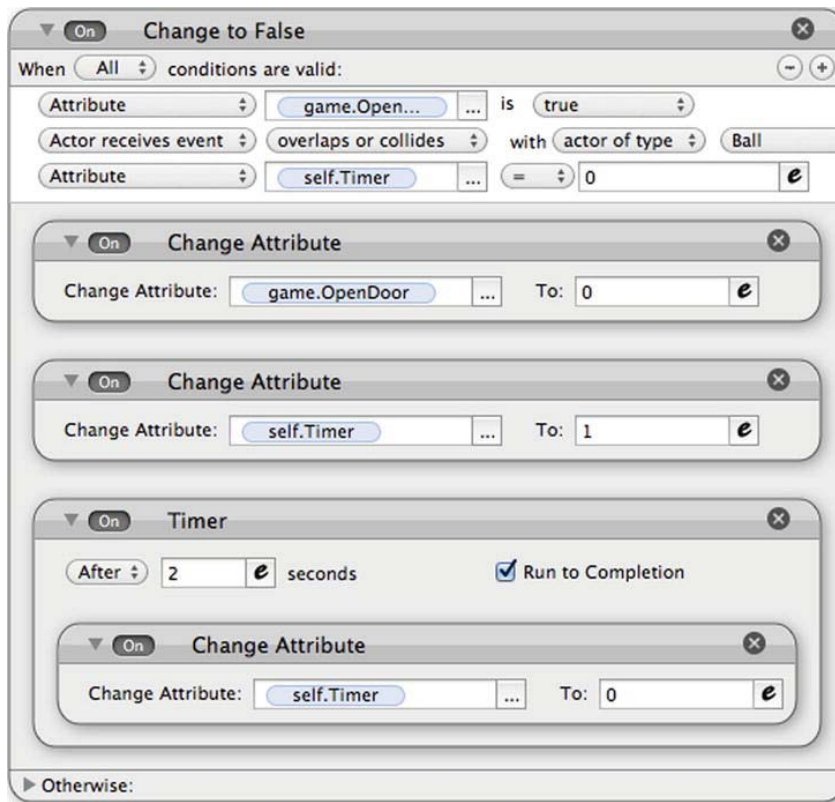 On Change to False
When All conditions are valid:
Attribute game.Open... ... is true
Actor receives event overlaps or collides with actor of type Ball
Attribute self.Timer ... = 0 e
On Change Attribute
Change Attribute: game.OpenDoor ... To: 0 e
On Change Attribute
Change Attribute: self.Timer ... To: 1 e
On Timer
After 2 e seconds Run to Completion
On Change Attribute
Change Attribute: self.Timer ... To: 0 e
Otherwise: